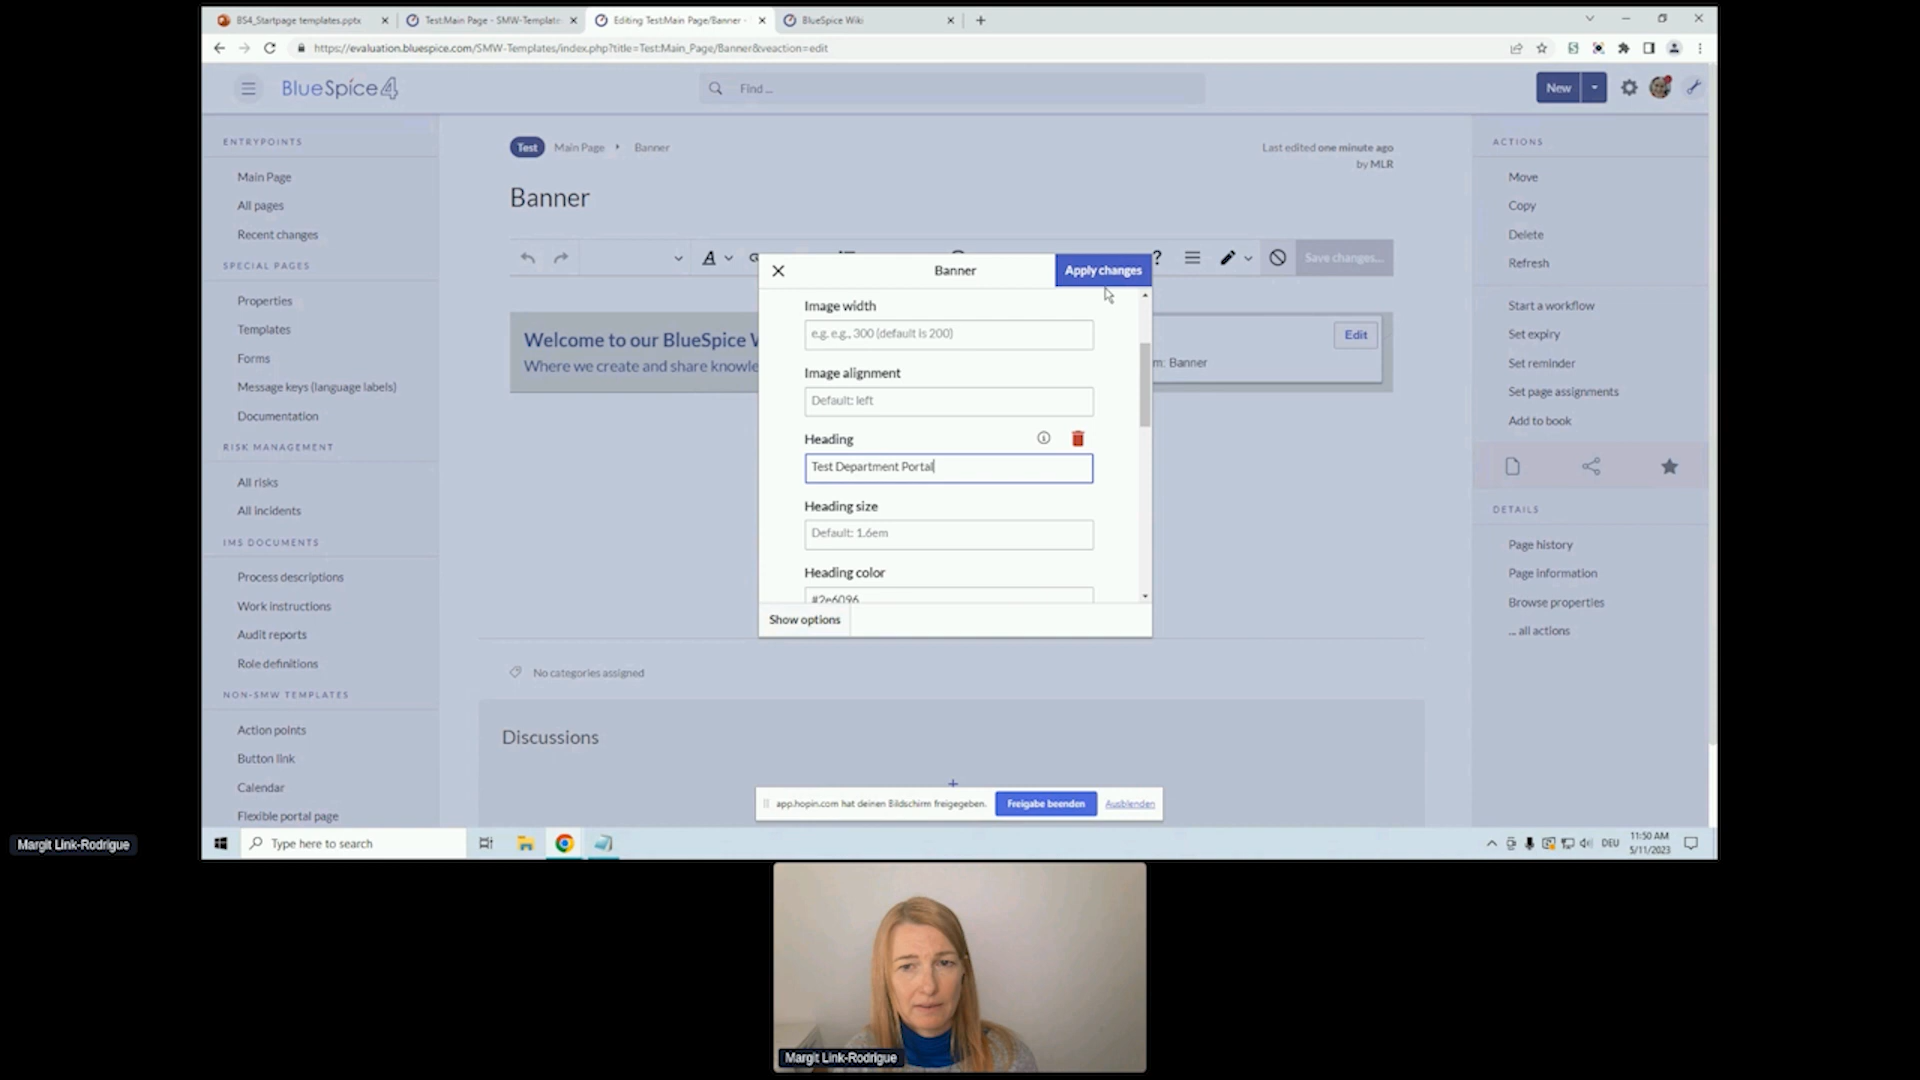 BS4_Startpage templates.pptx
Test:Main Page - SMW-Template
Editing Test:Main Page/Banner -
BlueSpice Wiki
https://evaluation.bluespice.com/SMW-Templates/index.php?title=Test:Main_Page/Banner&veaction=edit
BlueSpice 4
Find ...
New
ENTRYPOINTS
Main Page
All pages
Recent changes
SPECIAL PAGES
Properties
Templates
Forms
Message keys (language labels)
Documentation
RISK MANAGEMENT
All risks
All incidents
IMS DOCUMENTS
Process descriptions
Work instructions
Audit reports
Role definitions
NON-SMW TEMPLATES
Action points
Button link
Calendar
Flexible portal page
Test Main Page Banner
Last edited one minute ago
by MLR
Banner
A
?
Save changes...
Welcome to our BlueSpice W
Where we create and share knowle
m: Banner
Edit
Banner
Apply changes
Image width
e.g. e.g., 300 (default is 200)
Image alignment
Default: left
Heading
Test Department Portal
Heading size
Default: 1.6em
Heading color
#2e6096
Show options
No categories assigned
Discussions
app.hopin.com hat deinen Bildschirm freigegeben.
Freigabe beenden
Ausblenden
ACTIONS
Move
Copy
Delete
Refresh
Start a workflow
Set expiry
Set reminder
Set page assignments
Add to book
DETAILS
Page history
Page information
Browse properties
... all actions
Type here to search
DEU
11:50 AM
5/11/2023
Margit Link-Rodrigue
Margit Link-Rodrigue